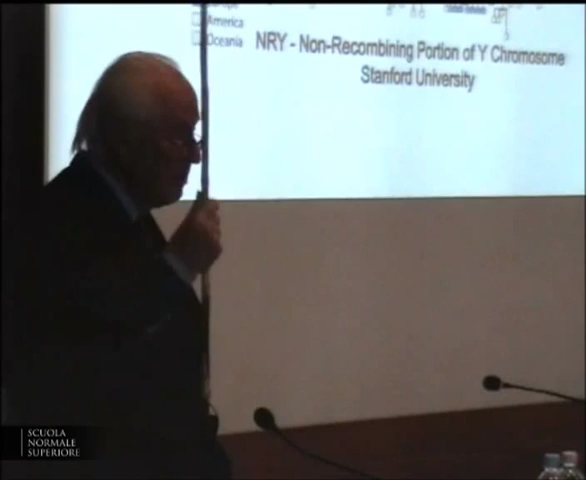 America
Oceania
NRY - Non-Recombining Portion of Y Chromosome
Stanford University
SCUOLA
NORMALE
SUPERIORE